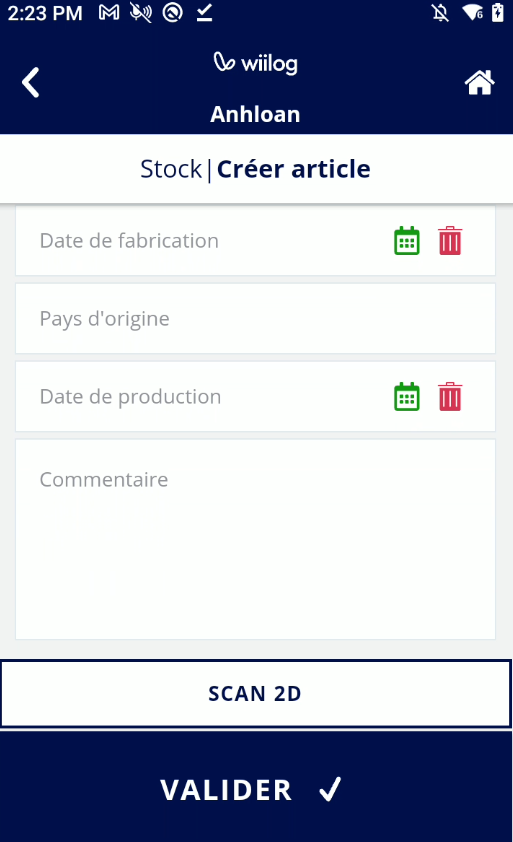 2:23 PM
6
wiilog
Anhloan
Stock|Créer article
Date de fabrication
Pays d'origine
Date de production
Commentaire
SCAN 2D
VALIDER